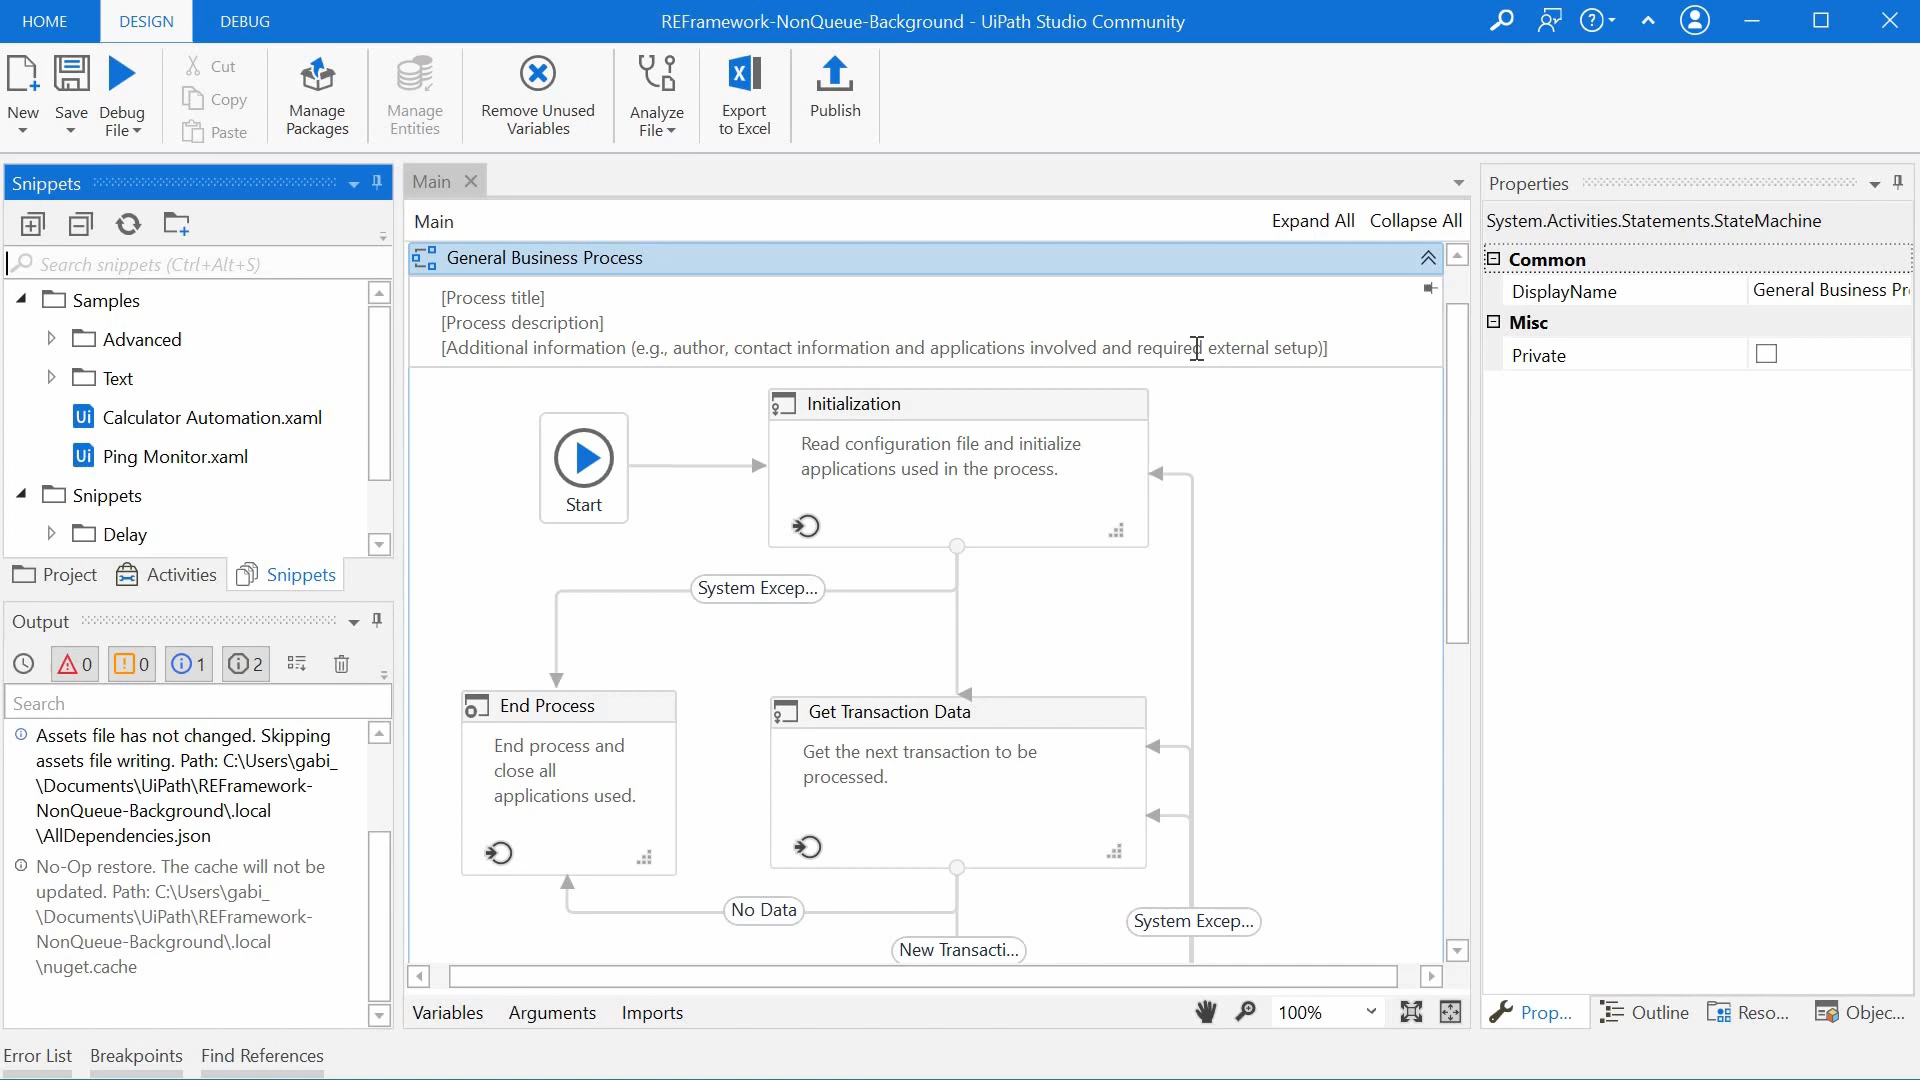 HOME
DESIGN
DEBUG
REFramework-NonQueue-Background - UiPath Studio Community
New
Save
Debug
File
Cut
Copy
Paste
Manage
Packages
Manage
Entities
Remove Unused
Variables
Analyze
File
Export
to Excel
Publish
Snippets
Search snippets (Ctrl+Alt+S)
Samples
Advanced
Text
Calculator Automation.xaml
Ping Monitor.xaml
Snippets
Delay
Project
Activities
Snippets
Output
0
0
1
2
Search
Assets file has not changed. Skipping
assets file writing. Path: C:\Users\gabi_
\Documents\UiPath\REFramework-
NonQueue-Background\.local
\AllDependencies.json
No-Op restore. The cache will not be
updated. Path: C:\Users\gabi_
\Documents\UiPath\REFramework-
NonQueue-Background\.local
\nuget.cache
Main
Main
Expand All
Collapse All
General Business Process
[Process title]
[Process description]
[Additional information (e.g., author, contact information and applications involved and required external setup)]
Start
Initialization
Read configuration file and initialize
applications used in the process.
System Excep...
End Process
End process and
close all
applications used.
Get Transaction Data
Get the next transaction to be
processed.
No Data
New Transacti...
System Excep...
Variables
Arguments
Imports
100%
Properties
System.Activities.Statements.StateMachine
Common
DisplayName
General Business Pr
Misc
Private
Prop...
Outline
Reso...
Objec...
Error List
Breakpoints
Find References